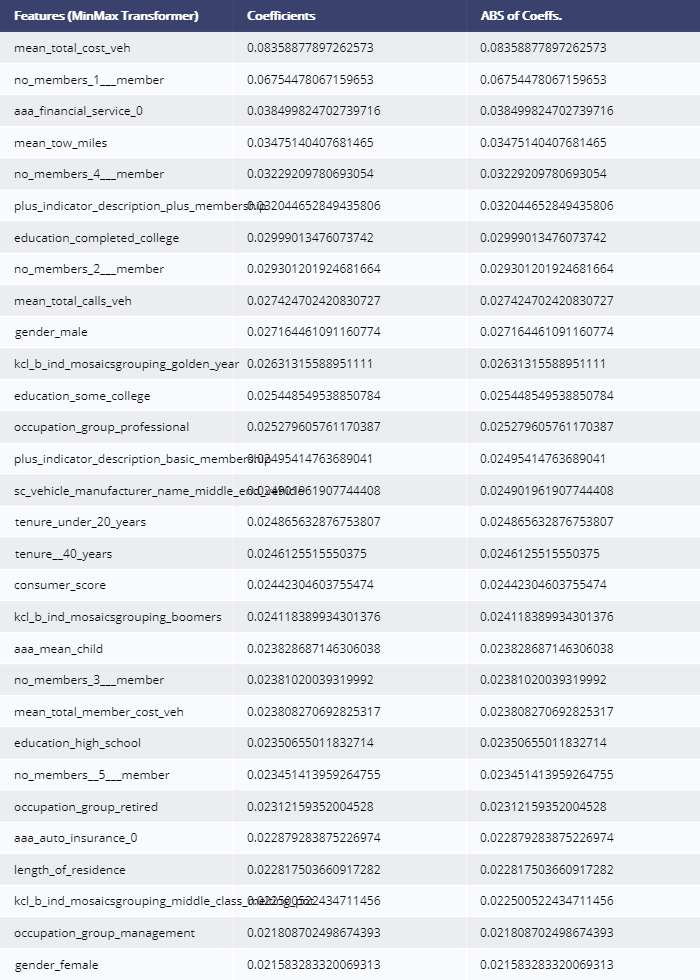 Features (MinMax Transformer) Coefficients ABS of Coeffs.
mean_total_cost_veh 0.08358877897262573 0.08358877897262573
no_members_1___member 0.06754478067159653 0.06754478067159653
aaa_financial_service_0 0.038499824702739716 0.038499824702739716
mean_tow_miles 0.03475140407681465 0.03475140407681465
no_members_4___member 0.03229209780693054 0.03229209780693054
plus_indicator_description_plus_membership 0.032044652849435806 0.032044652849435806
education_completed_college 0.02999013476073742 0.02999013476073742
no_members_2___member 0.029301201924681664 0.029301201924681664
mean_total_calls_veh 0.027424702420830727 0.027424702420830727
gender_male 0.027164461091160774 0.027164461091160774
kcl_b_ind_mosaicsgrouping_golden_year 0.02631315588951111 0.02631315588951111
education_some_college 0.025448549538850784 0.025448549538850784
occupation_group_professional 0.025279605761170387 0.025279605761170387
plus_indicator_description_basic_membership 0.02495414763689041 0.02495414763689041
sc_vehicle_manufacturer_name_middle_end_vehicle 0.024901961907744408 0.024901961907744408
tenure_under_20_years 0.024865632876753807 0.024865632876753807
tenure__40_years 0.0246125515550375 0.0246125515550375
consumer_score 0.02442304603755474 0.02442304603755474
kcl_b_ind_mosaicsgrouping_boomers 0.024118389934301376 0.024118389934301376
aaa_mean_child 0.023828687146306038 0.023828687146306038
no_members_3___member 0.02381020039319992 0.02381020039319992
mean_total_member_cost_veh 0.023808270692825317 0.023808270692825317
education_high_school 0.02350655011832714 0.02350655011832714
no_members__5___member 0.023451413959264755 0.023451413959264755
occupation_group_retired 0.02312159352004528 0.02312159352004528
aaa_auto_insurance_0 0.022879283875226974 0.022879283875226974
length_of_residence 0.022817503660917282 0.022817503660917282
kcl_b_ind_mosaicsgrouping_middle_class_melting_pot 0.022500522434711456 0.022500522434711456
occupation_group_management 0.021808702498674393 0.021808702498674393
gender_female 0.021583283320069313 0.021583283320069313